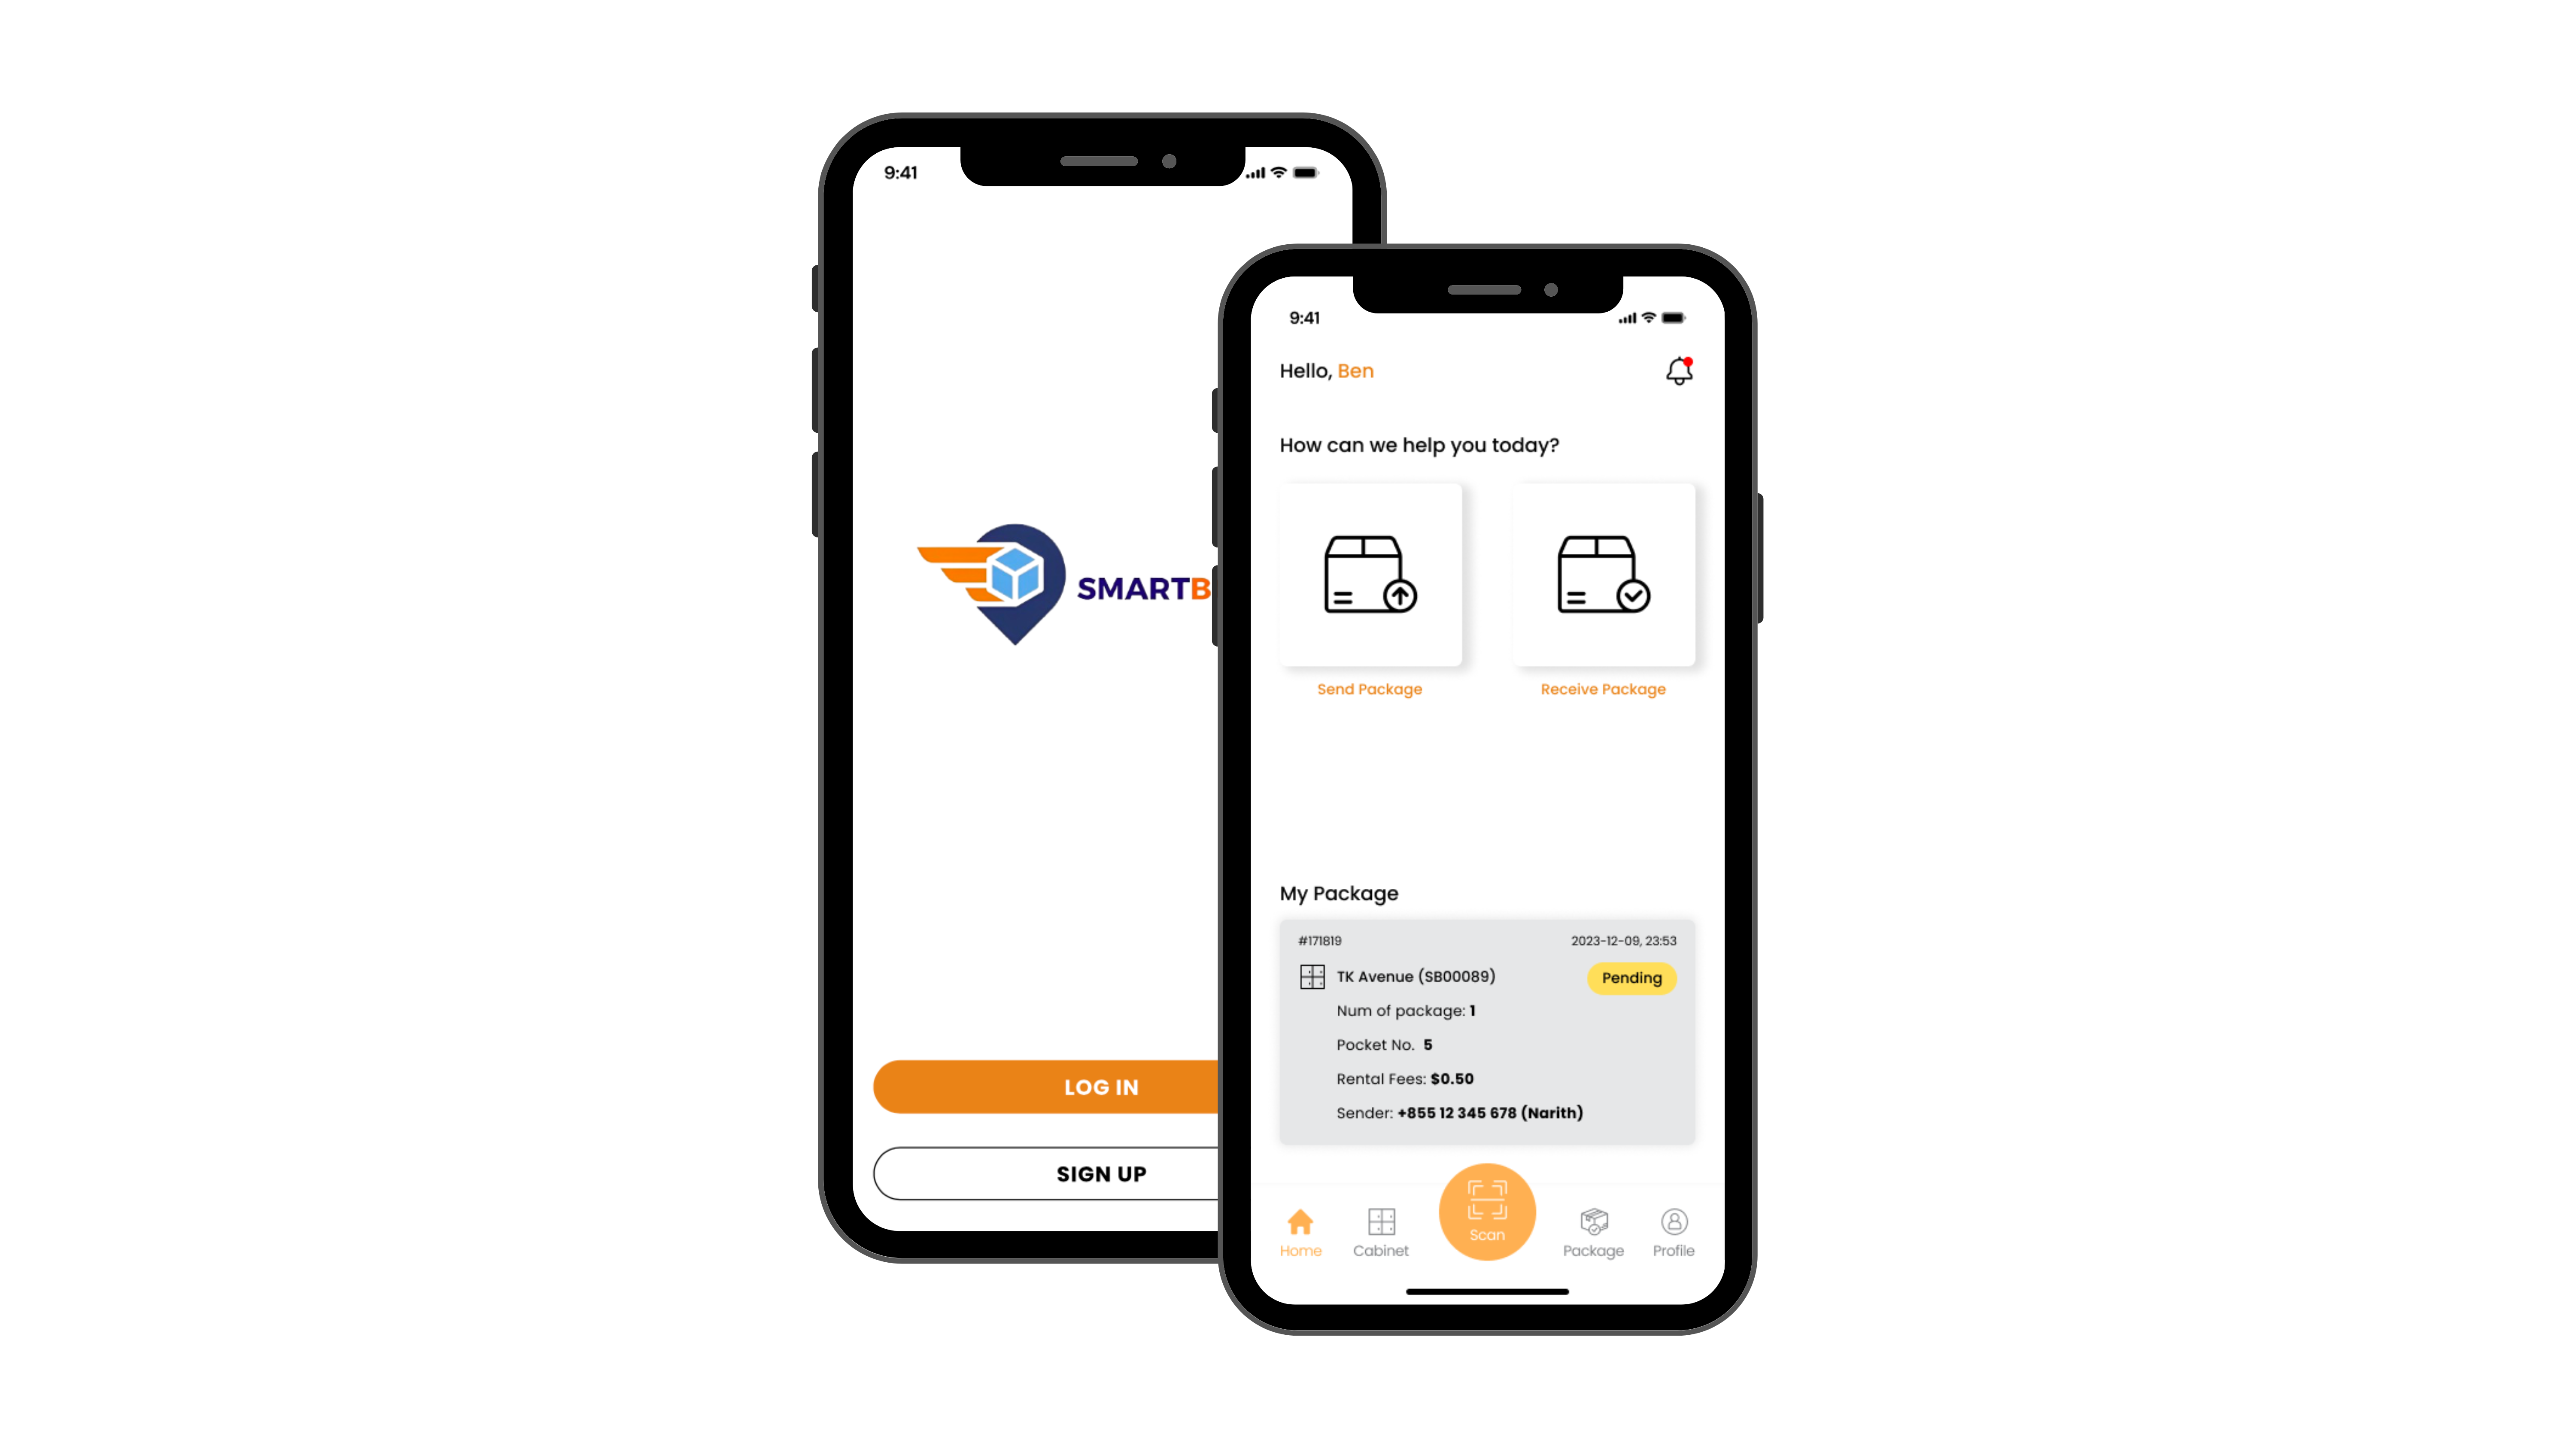 9:41
SMARTB
LOG IN
SIGN UP
9:41
Hello, Ben
How can we help you today?
Send Package
Receive Package
My Package
#171819
2023-12-09, 23:53
TK Avenue (SB00089)
Pending
Num of package: 1
Pocket No. 5
Rental Fees: $0.50
Sender: +855 12 345 678 (Narith)
Home
Cabinet
Scan
Package
Profile